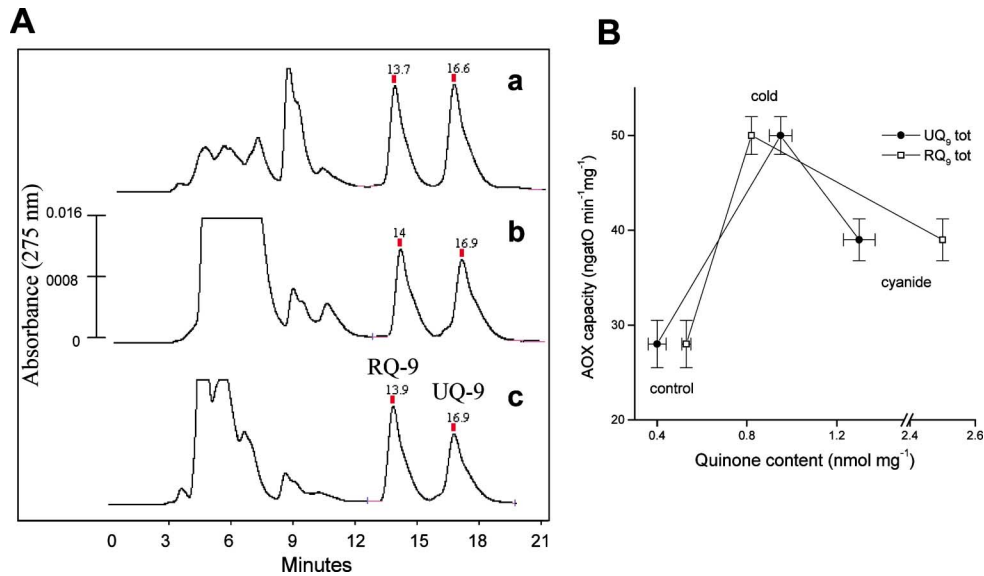 A
a
13.7 16.6
Absorbance (275 nm)
0.016
0008
0
b
14 16.9
RQ-9
UQ-9
c
13.9 16.9
0 3 6 9 12 15 18 21
Minutes
B
AOX capacity (ngatO min⁻¹mg⁻¹)
50
40
30
20
cold
UQ₉ tot
RQ₉ tot
cyanide
control
0.4 0.8 1.2 2.4 2.6
Quinone content (nmol mg⁻¹)